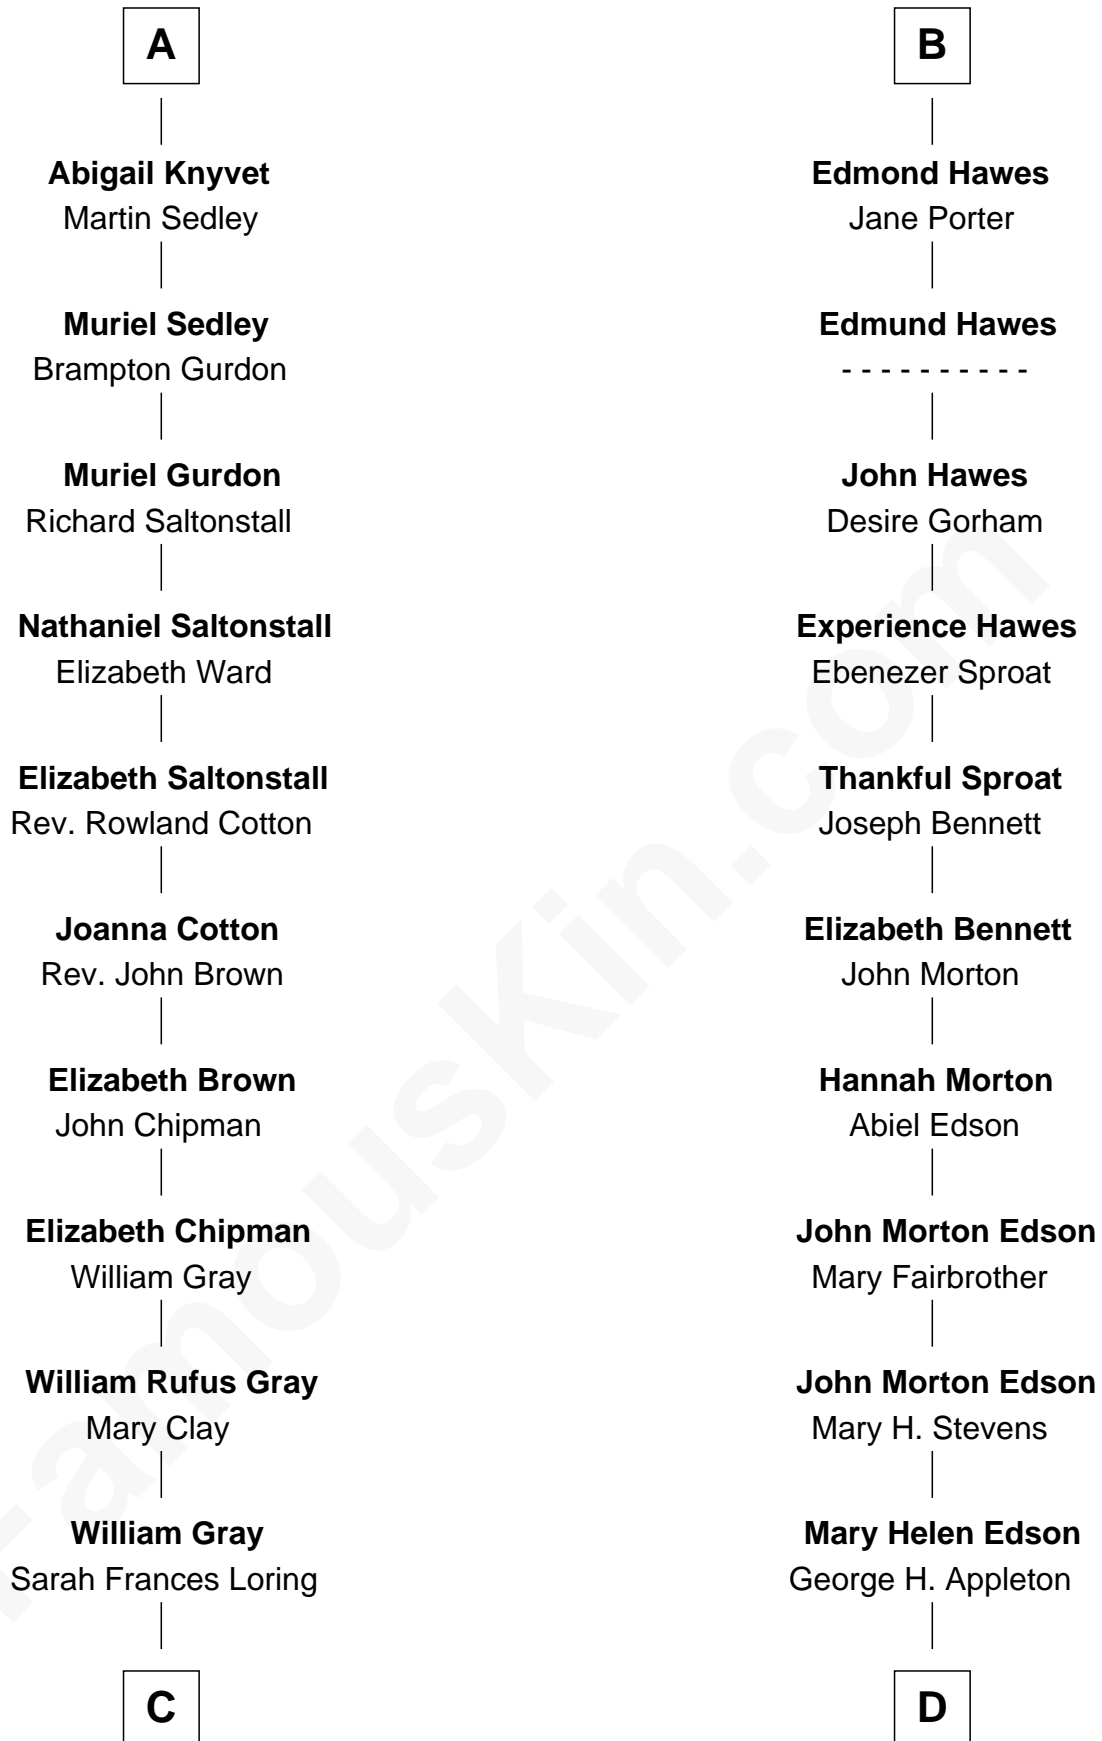 A
Abigail Knyvet
Martin Sedley
Muriel Sedley
Brampton Gurdon
Muriel Gurdon
Richard Saltonstall
Nathaniel Saltonstall
Elizabeth Ward
Elizabeth Saltonstall
Rev. Rowland Cotton
Joanna Cotton
Rev. John Brown
Elizabeth Brown
John Chipman
Elizabeth Chipman
William Gray
William Rufus Gray
Mary Clay
William Gray
Sarah Frances Loring
C
B
Edmond Hawes
Jane Porter
Edmund Hawes
- - - - - - - - - -
John Hawes
Desire Gorham
Experience Hawes
Ebenezer Sproat
Thankful Sproat
Joseph Bennett
Elizabeth Bennett
John Morton
Hannah Morton
Abiel Edson
John Morton Edson
Mary Fairbrother
John Morton Edson
Mary H. Stevens
Mary Helen Edson
George H. Appleton
D
FamousKin.com